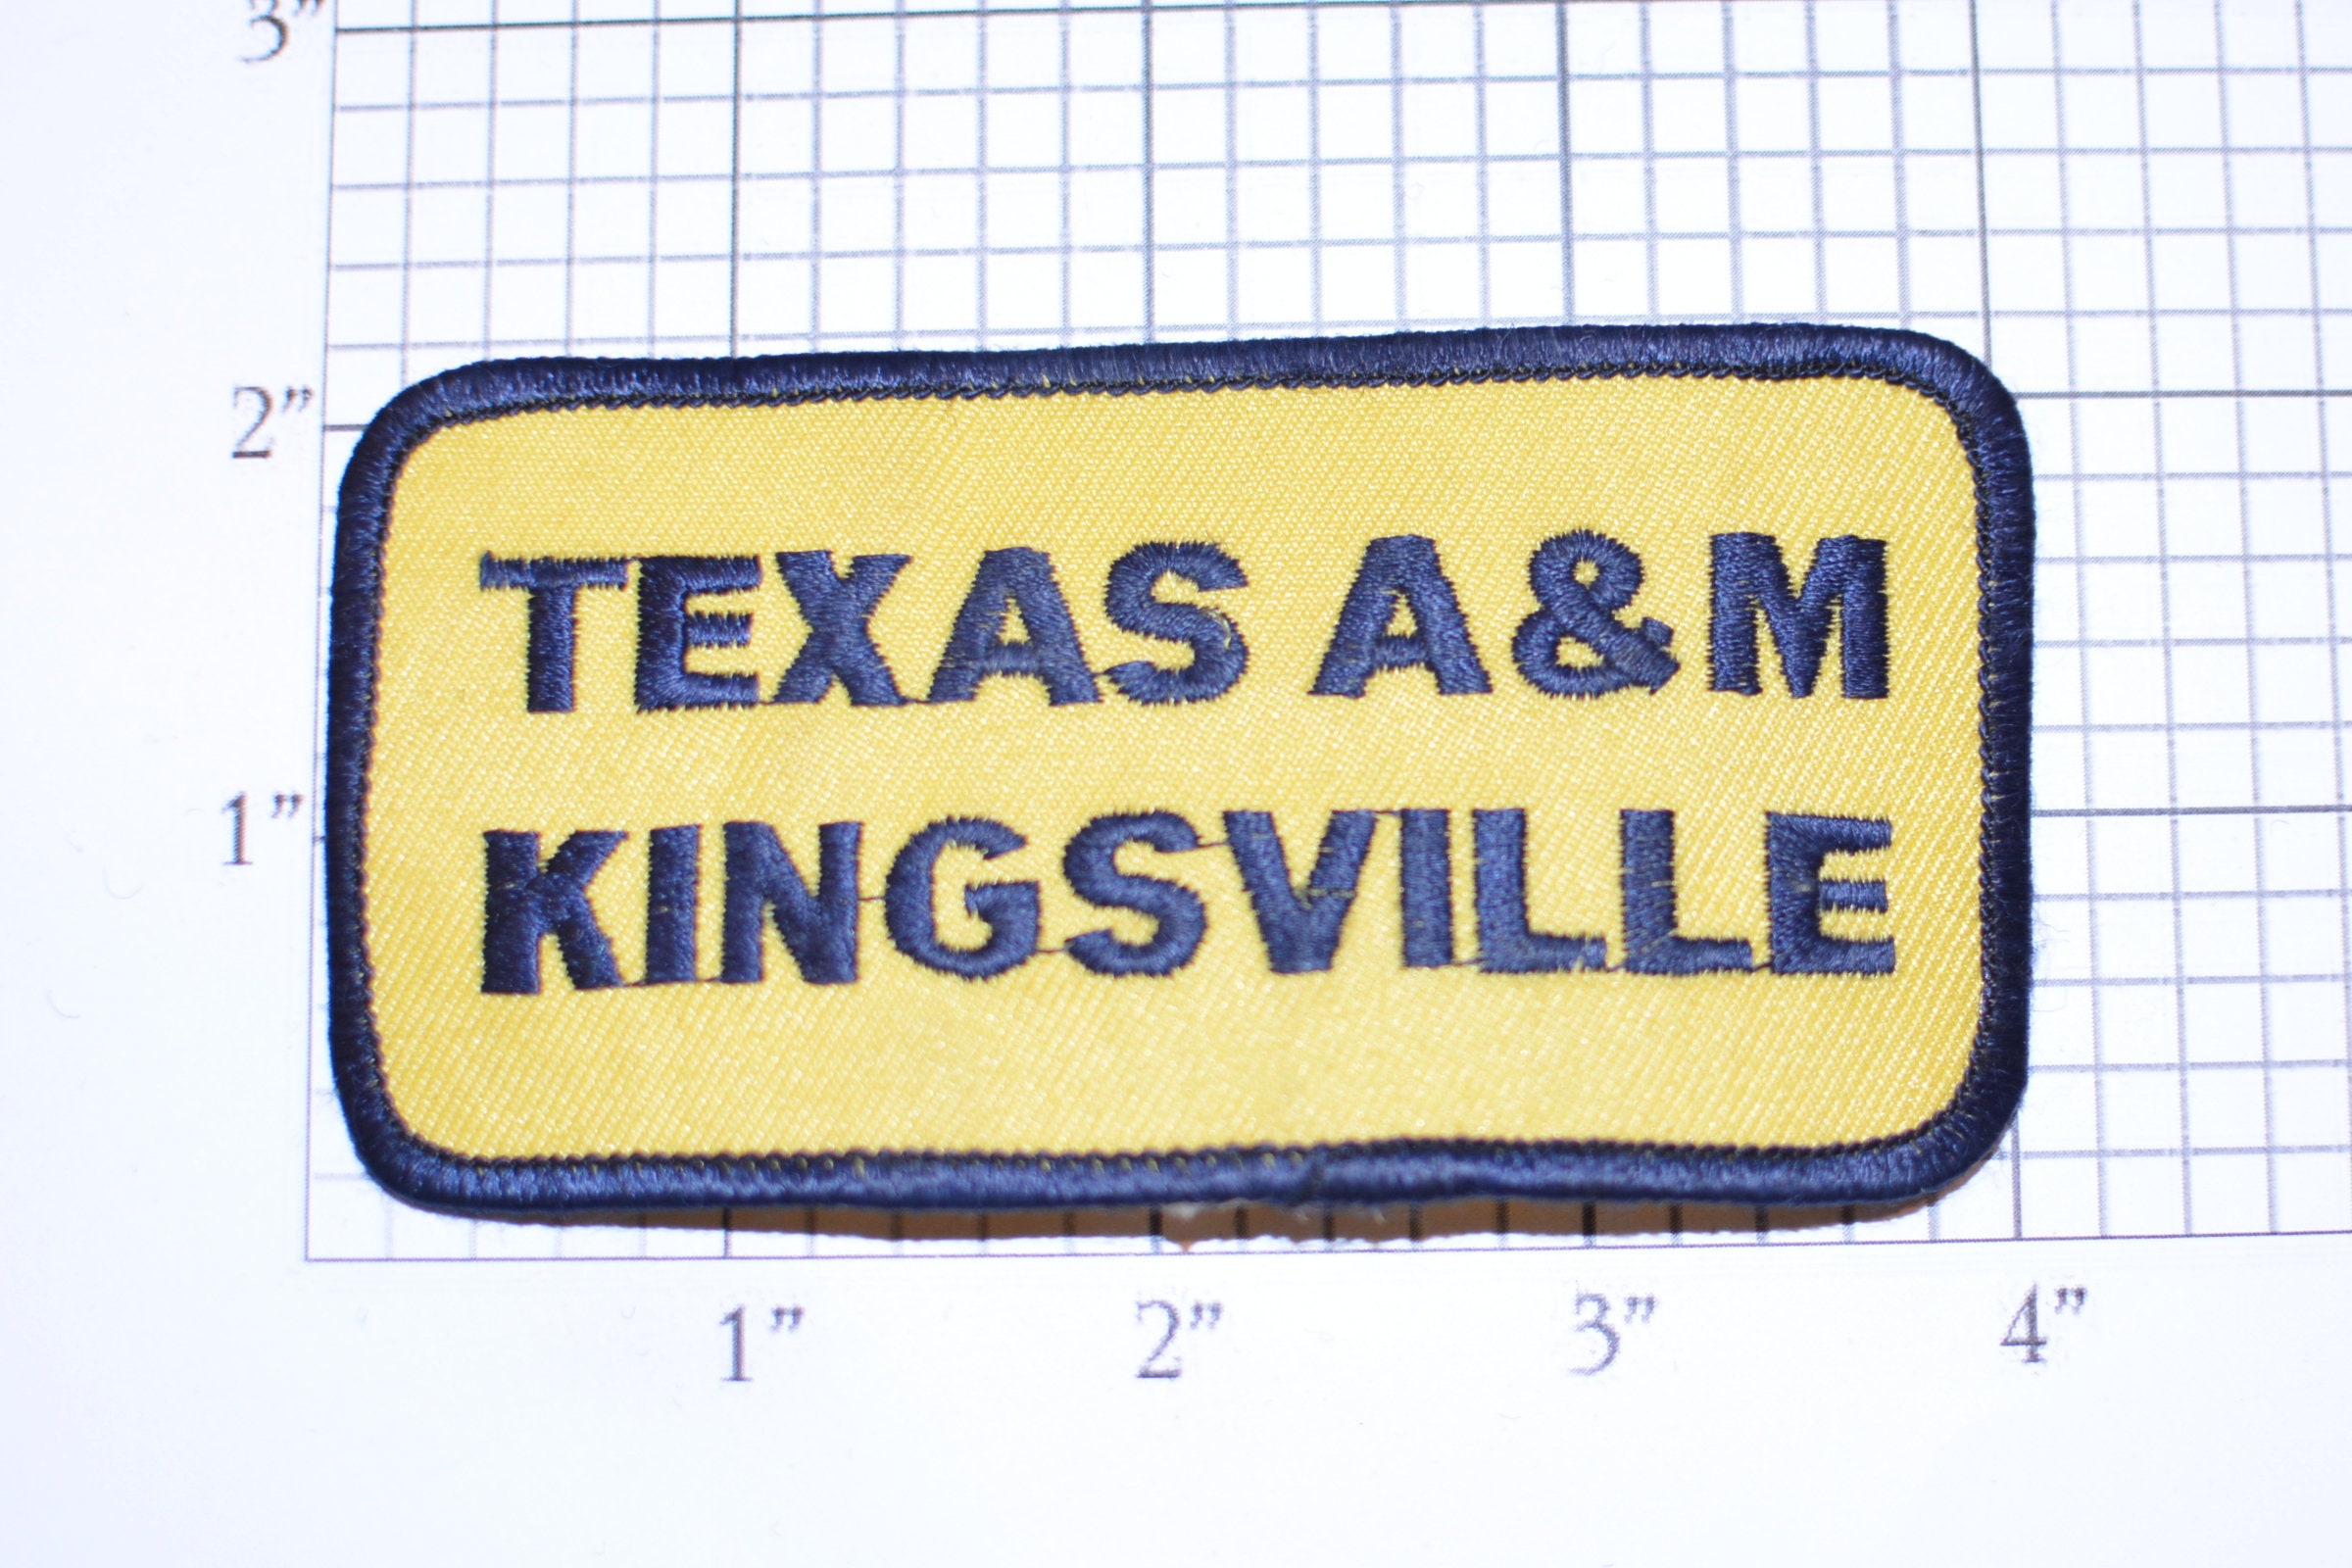 3”
2”
TEXAS A&M
1”
KINGSVILLE
1” 2” 3” 4”